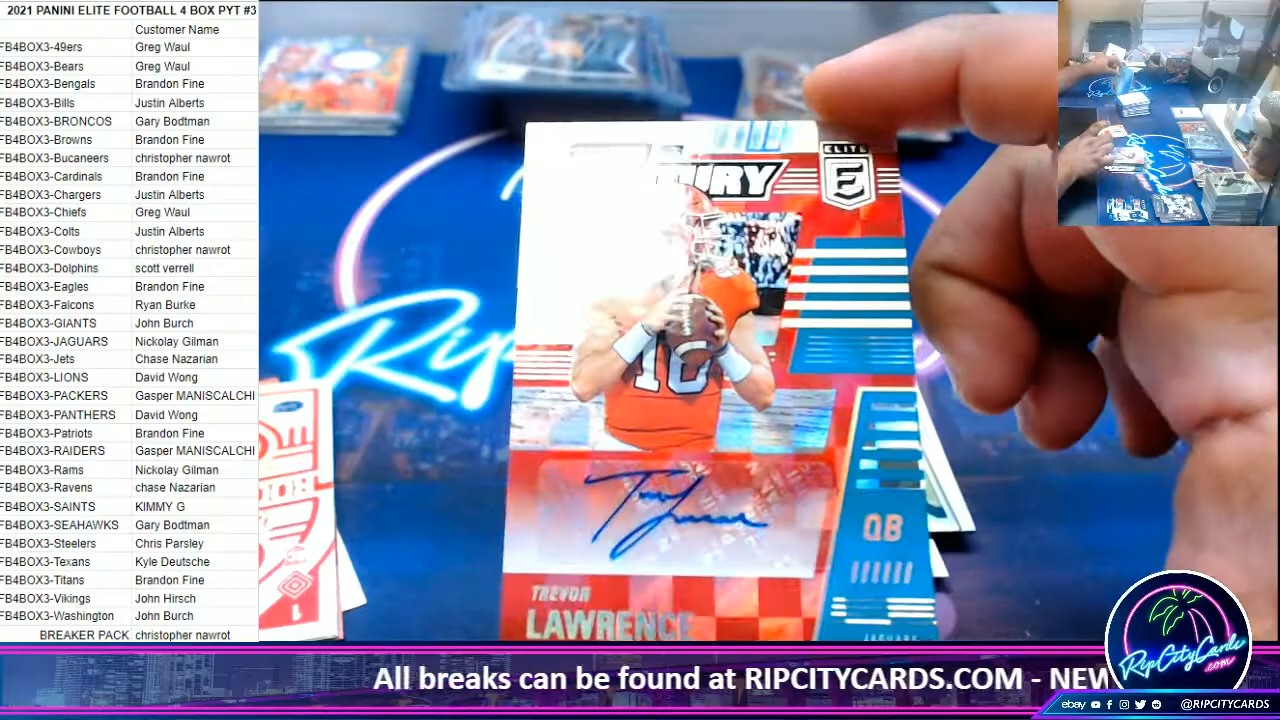 2021 PANINI ELITE FOOTBALL 4 BOX PYT #3
Customer Name
FB4BOX3-49ers Greg Waul
FB4BOX3-Bears Greg Waul
FB4BOX3-Bengals Brandon Fine
FB4BOX3-Bills Justin Alberts
FB4BOX3-BRONCOS Gary Bodtman
FB4BOX3-Browns Brandon Fine
FB4BOX3-Bucaneers christopher nawrot
FB4BOX3-Cardinals Brandon Fine
FB4BOX3-Chargers Justin Alberts
FB4BOX3-Chiefs Greg Waul
FB4BOX3-Colts Justin Alberts
FB4BOX3-Cowboys christopher nawrot
FB4BOX3-Dolphins scott verrell
FB4BOX3-Eagles Brandon Fine
FB4BOX3-Falcons Ryan Burke
FB4BOX3-GIANTS John Burch
FB4BOX3-JAGUARS Nickolay Gilman
FB4BOX3-Jets Chase Nazarian
FB4BOX3-LIONS David Wong
FB4BOX3-PACKERS Gasper MANISCALCHI
FB4BOX3-PANTHERS David Wong
FB4BOX3-Patriots Brandon Fine
FB4BOX3-RAIDERS Gasper MANISCALCHI
FB4BOX3-Rams Nickolay Gilman
FB4BOX3-Ravens chase Nazarian
FB4BOX3-SAINTS KIMMY G
FB4BOX3-SEAHAWKS Gary Bodtman
FB4BOX3-Steelers Chris Parsley
FB4BOX3-Texans Kyle Deutsche
FB4BOX3-Titans Brandon Fine
FB4BOX3-Vikings John Hirsch
FB4BOX3-Washington John Burch
BREAKER PACK christopher nawrot
ELITE
E
16
QB
TREVOR
LAWRENCE
JAGUARS
Rip
All breaks can be found at RIPCITYCARDS.COM - NEW
RipCityCards
.com
ebay @RIPCITYCARDS